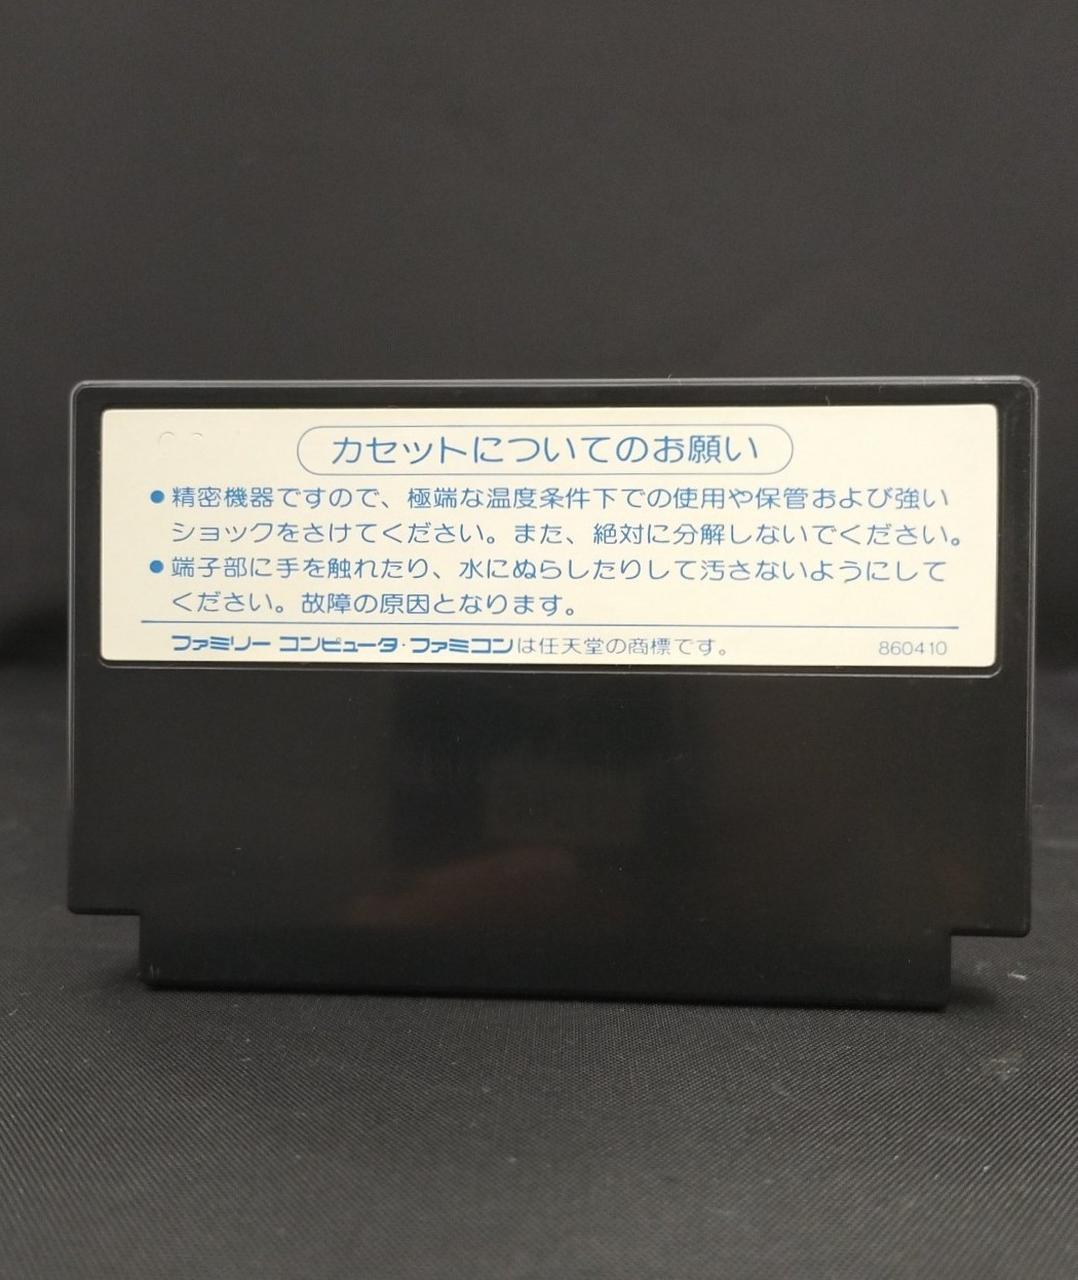 カセットについてのお願い
●精密機器ですので、極端な温度条件下での使用や保管および強い
ショックをさけてください。また、絶対に分解しないでください。
●端子部に手を触れたり、水にぬらしたりして汚さないようにして
ください。故障の原因となります。
ファミリー コンピュータ・ファミコンは任天堂の商標です。 860410